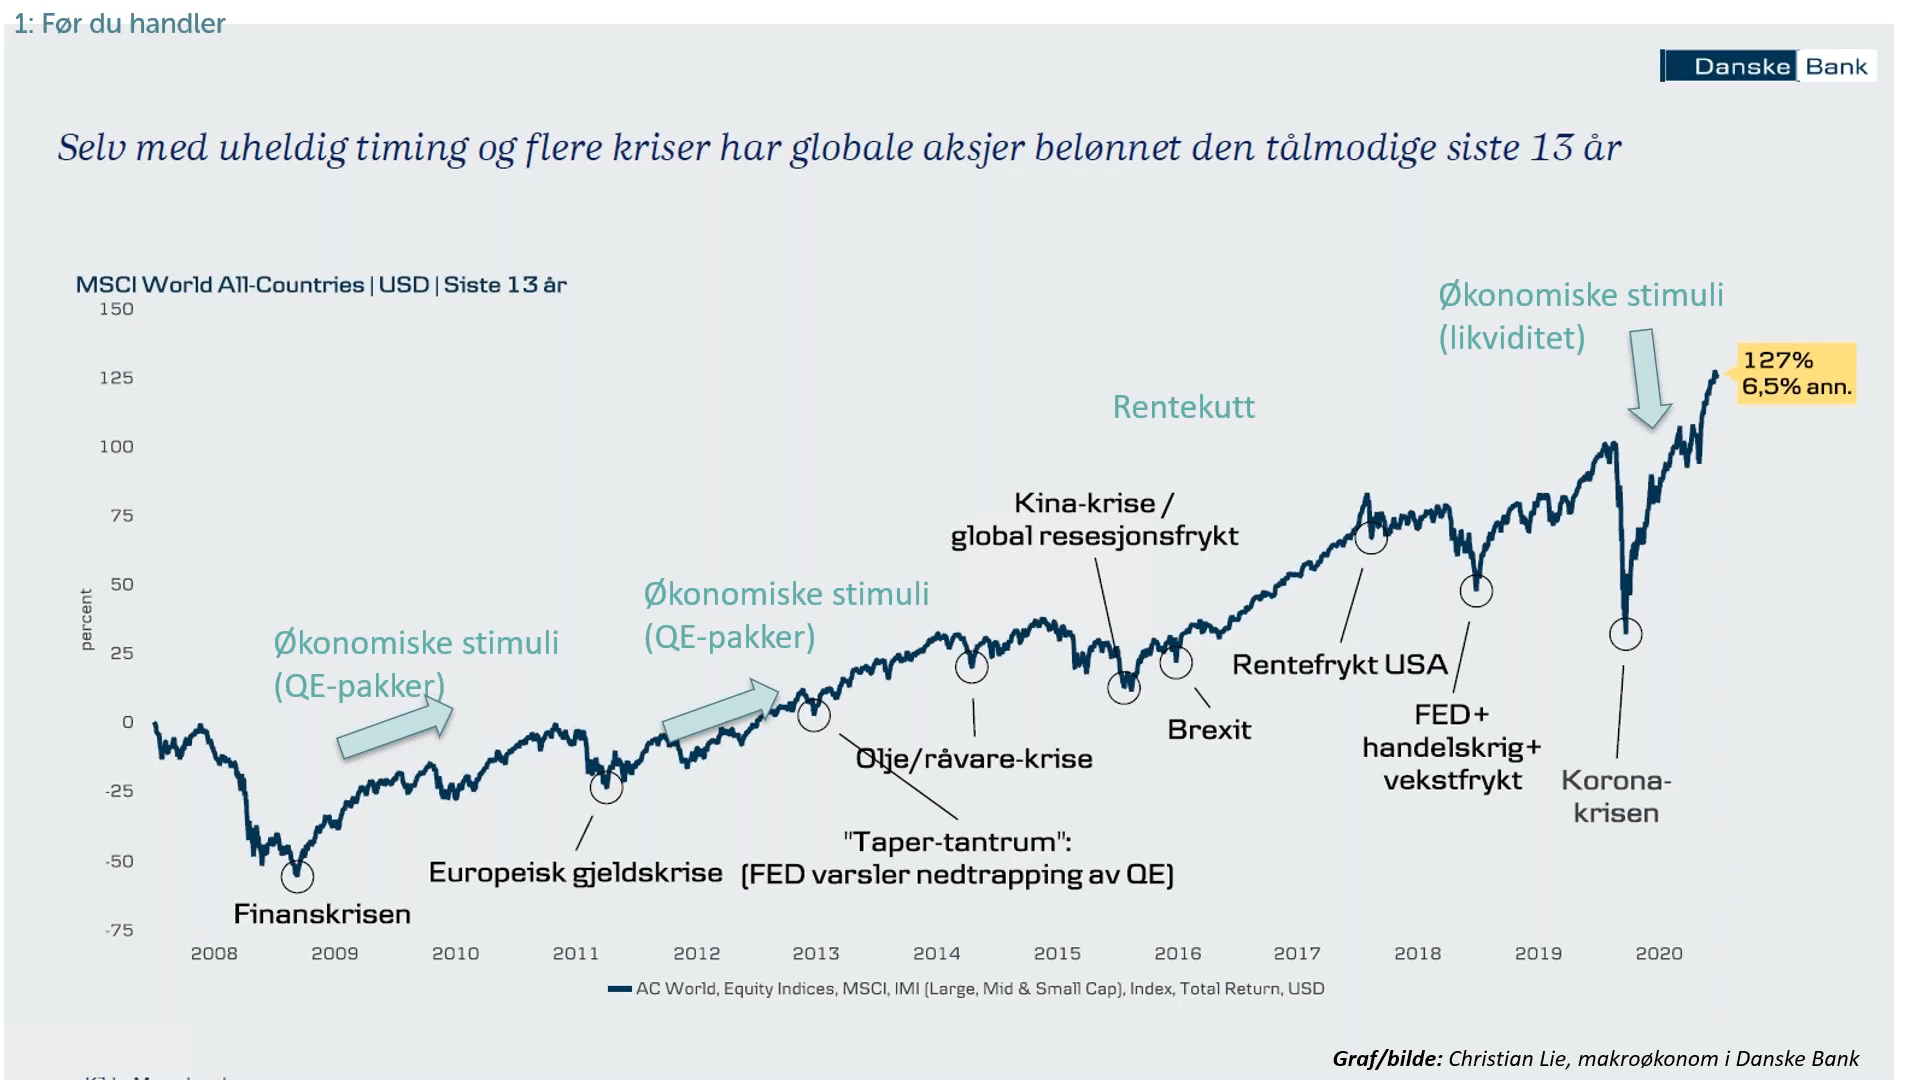 1: Før du handler
Danske Bank
Selv med uheldig timing og flere kriser har globale aksjer belønnet den tålmodige siste 13 år
MSCI World All-Countries | USD | Siste 13 år
150
125
100
75
50
25
0
-25
-50
-75
percent
Økonomiske stimuli
(likviditet)
127%
6,5% ann.
Rentekutt
Kina-krise /
global resesjonsfrykt
Økonomiske stimuli
(QE-pakker)
Økonomiske stimuli
(QE-pakker)
Rentefrykt USA
Brexit
FED+
handelskrig+
vekstfrykt
Olje/råvare-krise
Korona-
krisen
"Taper-tantrum":
(FED varsler nedtrapping av QE)
Europeisk gjeldskrise
Finanskrisen
2008 2009 2010 2011 2012 2013 2014 2015 2016 2017 2018 2019 2020
AC World, Equity Indices, MSCI, IMI (Large, Mid & Small Cap), Index, Total Return, USD
Graf/bilde: Christian Lie, makroøkonom i Danske Bank